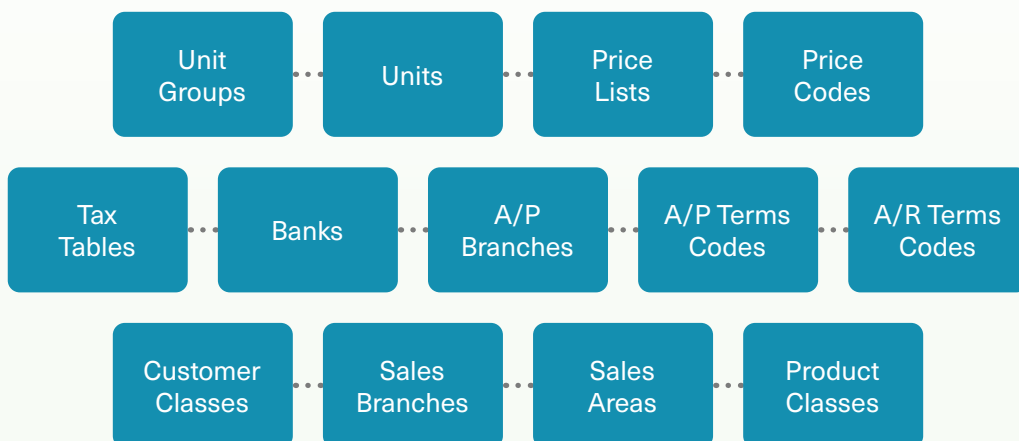 Unit
Groups
Units
Price
Lists
Price
Codes
Tax
Tables
Banks
A/P
Branches
A/P Terms
Codes
A/R Terms
Codes
Customer
Classes
Sales
Branches
Sales
Areas
Product
Classes